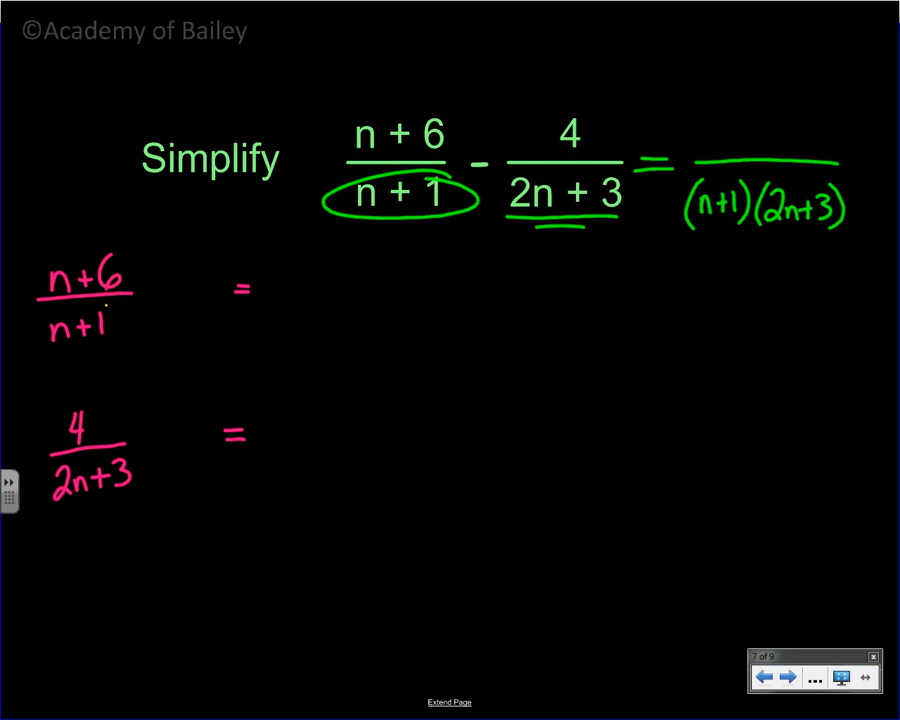 ©Academy of Bailey
Simplify (n + 6)/(n + 1) - 4/(2n + 3) = /((n+1)(2n+3))
(n+6)/(n+1) =
4/(2n+3) =
7 of 9
...
Extend Page